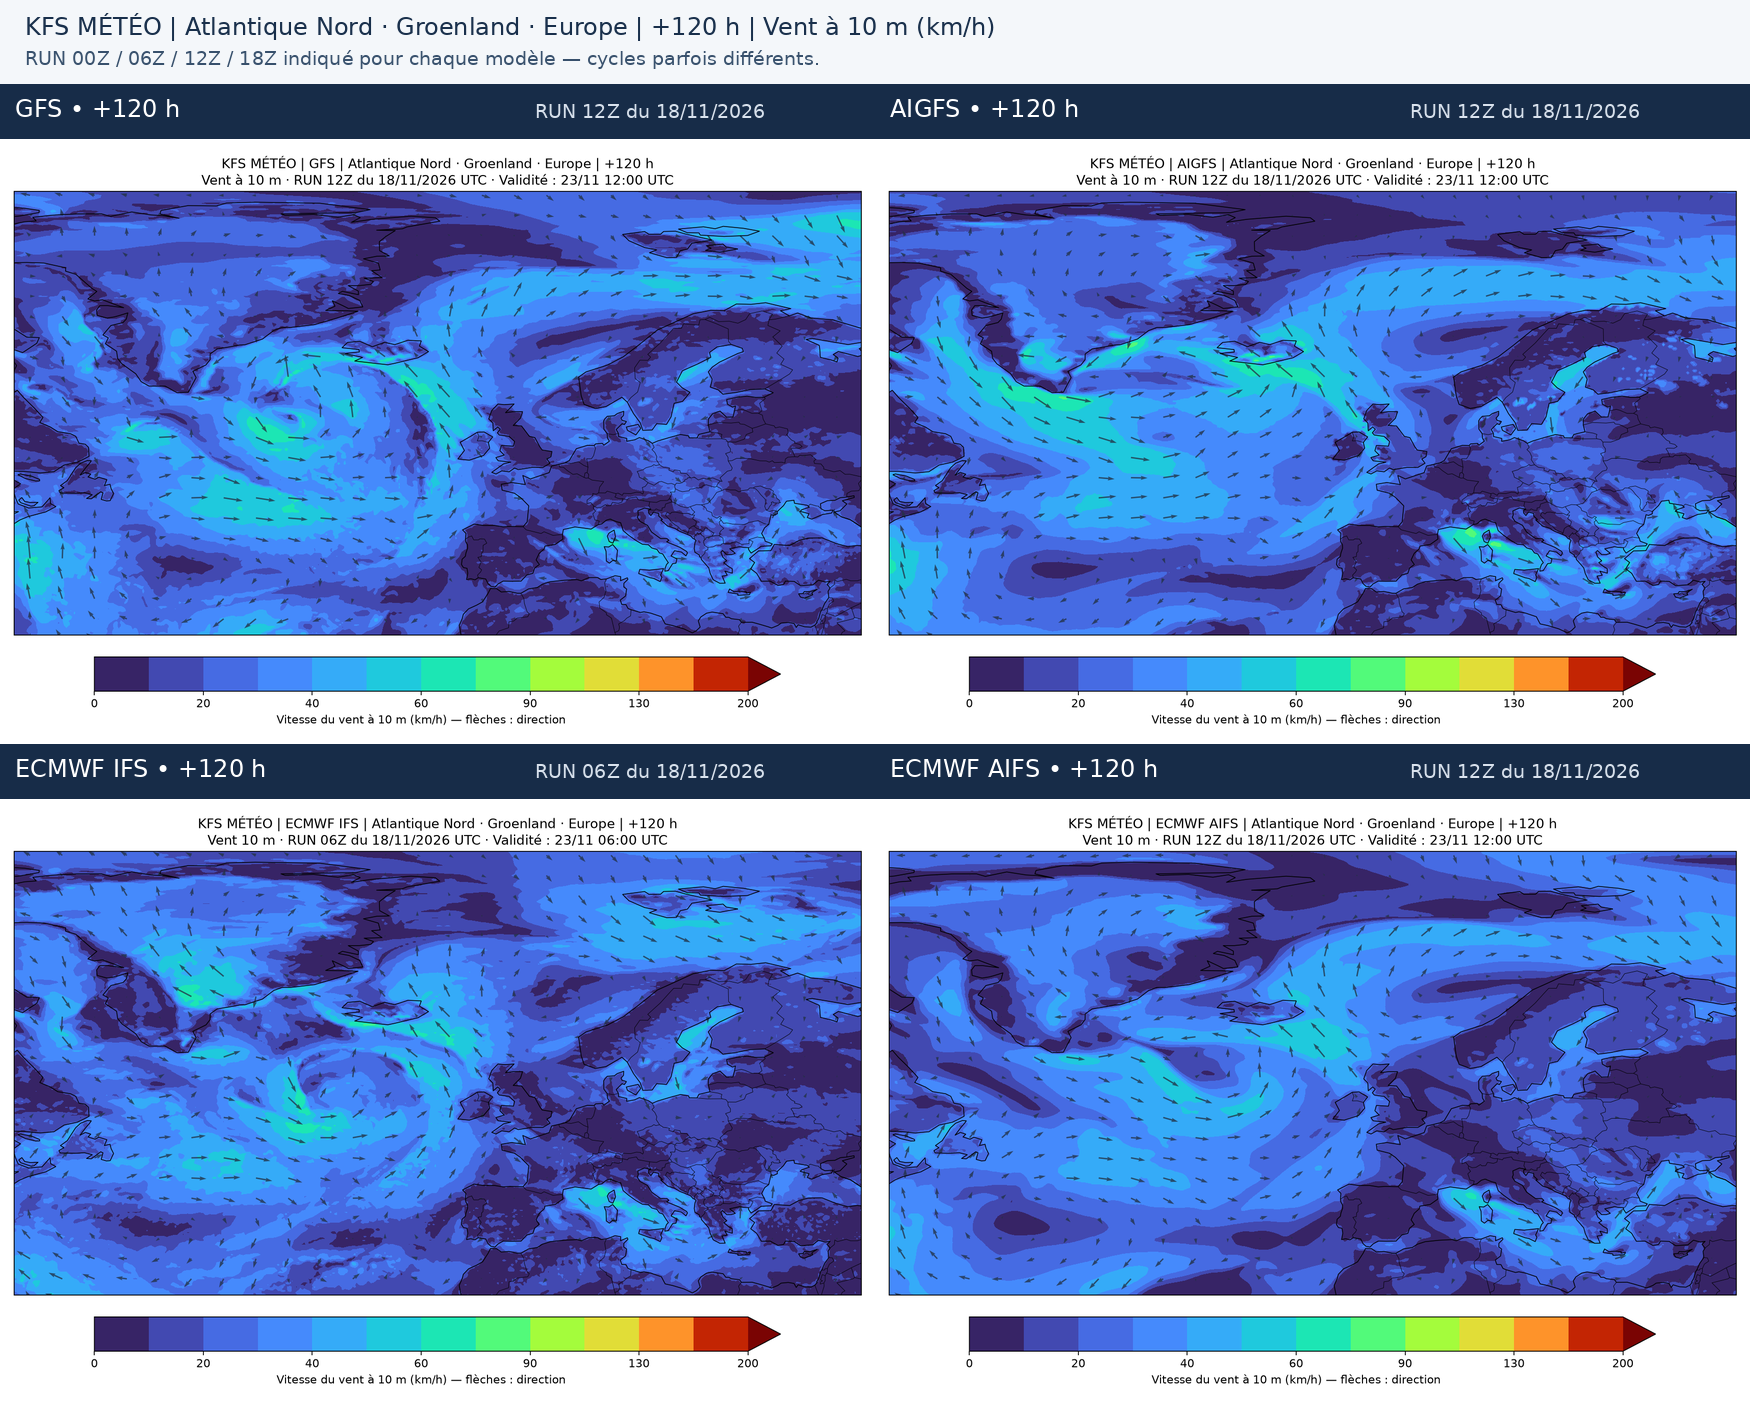 KFS MÉTÉO | Atlantique Nord · Groenland · Europe | +120 h | Vent à 10 m (km/h)
RUN 00Z / 06Z / 12Z / 18Z indiqué pour chaque modèle — cycles parfois différents.
GFS • +120 h RUN 12Z du 18/11/2026
KFS MÉTÉO | GFS | Atlantique Nord · Groenland · Europe | +120 h
Vent à 10 m · RUN 12Z du 18/11/2026 UTC · Validité : 23/11 12:00 UTC
0 20 40 60 90 130 200
Vitesse du vent à 10 m (km/h) — flèches : direction
AIGFS • +120 h RUN 12Z du 18/11/2026
KFS MÉTÉO | AIGFS | Atlantique Nord · Groenland · Europe | +120 h
Vent à 10 m · RUN 12Z du 18/11/2026 UTC · Validité : 23/11 12:00 UTC
0 20 40 60 90 130 200
Vitesse du vent à 10 m (km/h) — flèches : direction
ECMWF IFS • +120 h RUN 06Z du 18/11/2026
KFS MÉTÉO | ECMWF IFS | Atlantique Nord · Groenland · Europe | +120 h
Vent 10 m · RUN 06Z du 18/11/2026 UTC · Validité : 23/11 06:00 UTC
0 20 40 60 90 130 200
Vitesse du vent à 10 m (km/h) — flèches : direction
ECMWF AIFS • +120 h RUN 12Z du 18/11/2026
KFS MÉTÉO | ECMWF AIFS | Atlantique Nord · Groenland · Europe | +120 h
Vent 10 m · RUN 12Z du 18/11/2026 UTC · Validité : 23/11 12:00 UTC
0 20 40 60 90 130 200
Vitesse du vent à 10 m (km/h) — flèches : direction